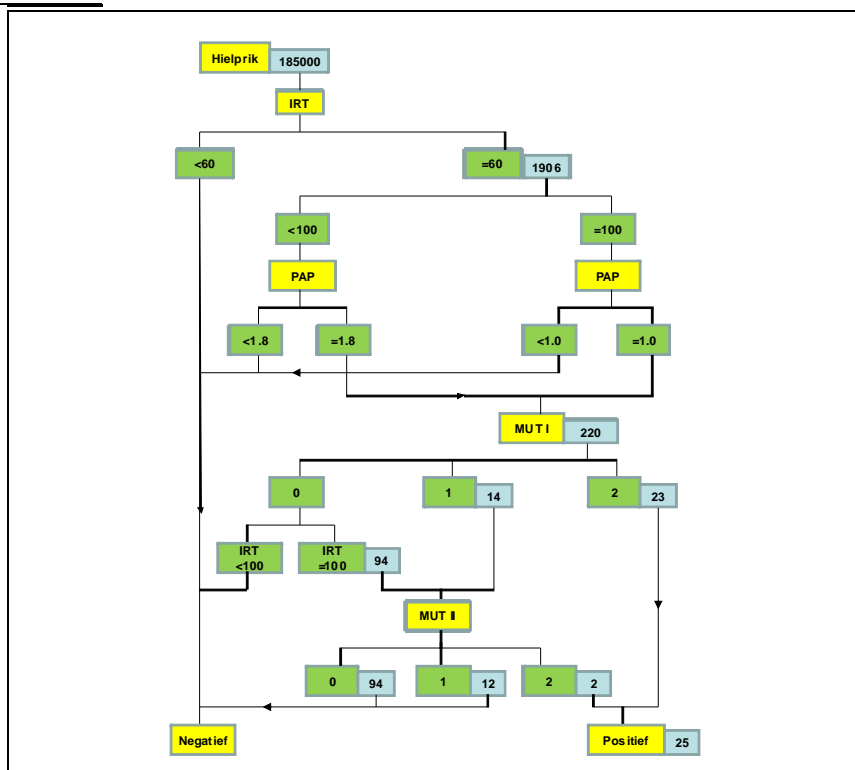 Hielprik 185000
IRT
<60 =60 1906
<100 =100
PAP PAP
<1.8 =1.8 <1.0 =1.0
MUT I 220
0 1 14 2 23
IRT IRT
<100 =100 94
MUT II
0 94 1 12 2 2
Negatief Positief 25